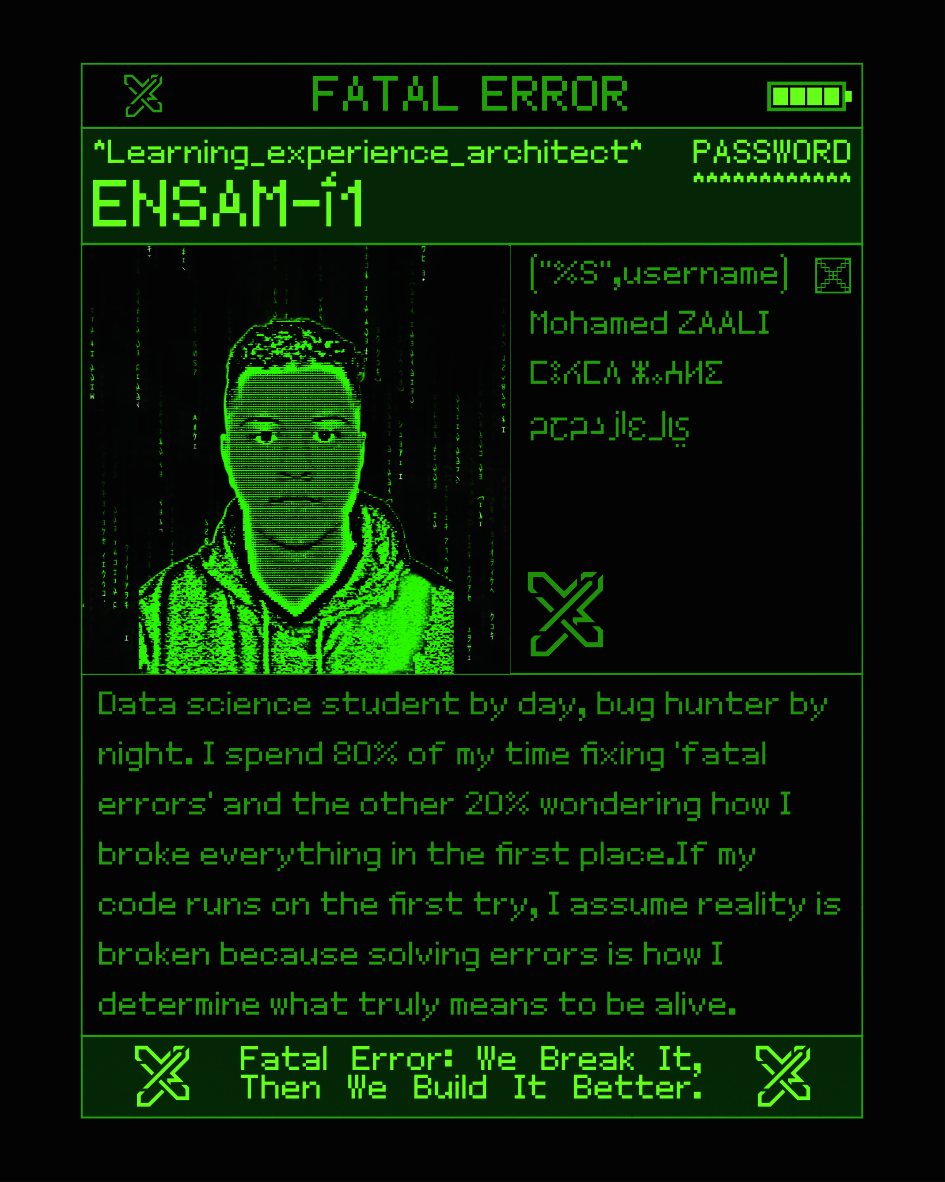 FATAL ERROR
^Learning_experience_architect^
PASSWORD
^^^^^^^^^^^^
ENSAM-í1
("%S",username)
Mohamed ZAALI
ⵎⵓⵃⵎⴷ ⵣⴰⵄⵍⵉ
Data science student by day, bug hunter by
night. I spend 80% of my time fixing 'fatal
errors' and the other 20% wondering how I
broke everything in the first place.If my
code runs on the first try, I assume reality is
broken because solving errors is how I
determine what truly means to be alive.
Fatal Error: We Break It,
Then We Build It Better.